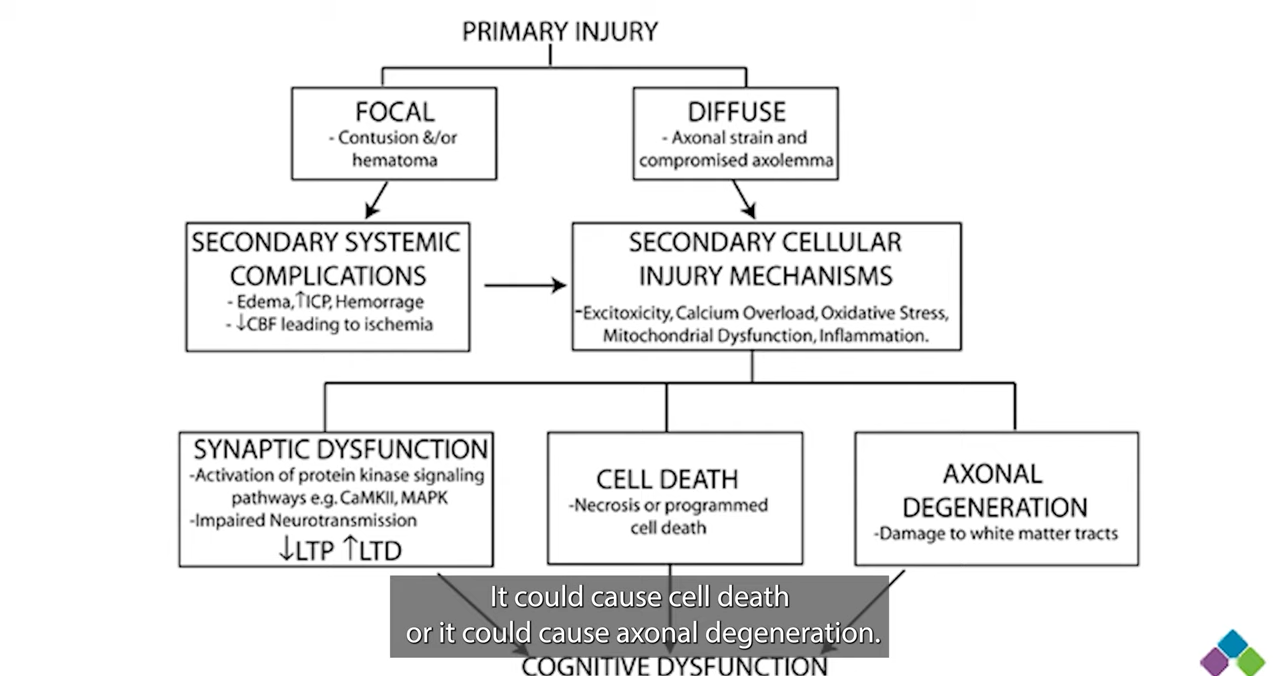 PRIMARY INJURY
FOCAL
- Contusion &/or
hematoma
DIFFUSE
- Axonal strain and
compromised axolemma
SECONDARY SYSTEMIC
COMPLICATIONS
- Edema,↑ICP, Hemorrage
- ↓CBF leading to ischemia
SECONDARY CELLULAR
INJURY MECHANISMS
-Excitoxicity, Calcium Overload, Oxidative Stress,
Mitochondrial Dysfunction, Inflammation.
SYNAPTIC DYSFUNCTION
-Activation of protein kinase signaling
pathways e.g. CaMKII, MAPK
-Impaired Neurotransmission
↓LTP ↑LTD
CELL DEATH
-Necrosis or programmed
cell death
AXONAL
DEGENERATION
-Damage to white matter tracts
It could cause cell death
or it could cause axonal degeneration.
COGNITIVE DYSFUNCTION